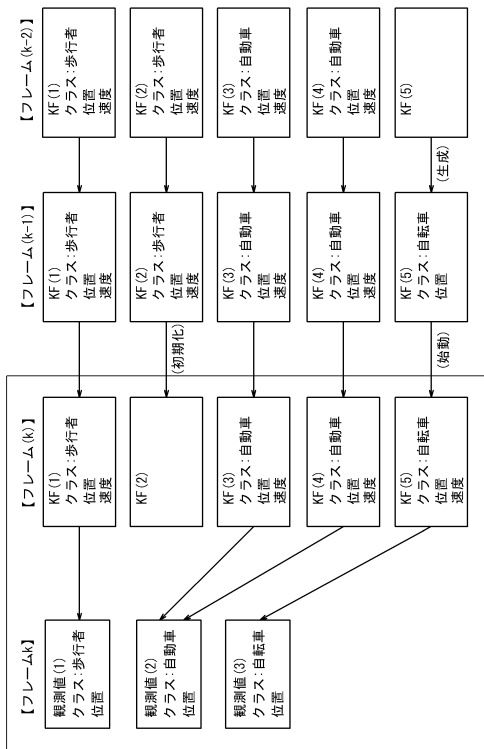 【フレーム(k-2)】
KF(1)
クラス:歩行者
位置
速度
KF(2)
クラス:歩行者
位置
速度
KF(3)
クラス:自動車
位置
速度
KF(4)
クラス:自動車
位置
速度
KF(5)
(生成)
【フレーム(k-1)】
KF(1)
クラス:歩行者
位置
速度
KF(2)
クラス:歩行者
位置
速度
KF(3)
クラス:自動車
位置
速度
KF(4)
クラス:自動車
位置
速度
KF(5)
クラス:自転車
位置
(初期化)
(始動)
【フレーム(k)】
KF(1)
クラス:歩行者
位置
速度
KF(2)
KF(3)
クラス:自動車
位置
速度
KF(4)
クラス:自動車
位置
速度
KF(5)
クラス:自転車
位置
速度
【フレームk】
観測値(1)
クラス:歩行者
位置
観測値(2)
クラス:自動車
位置
観測値(3)
クラス:自転車
位置